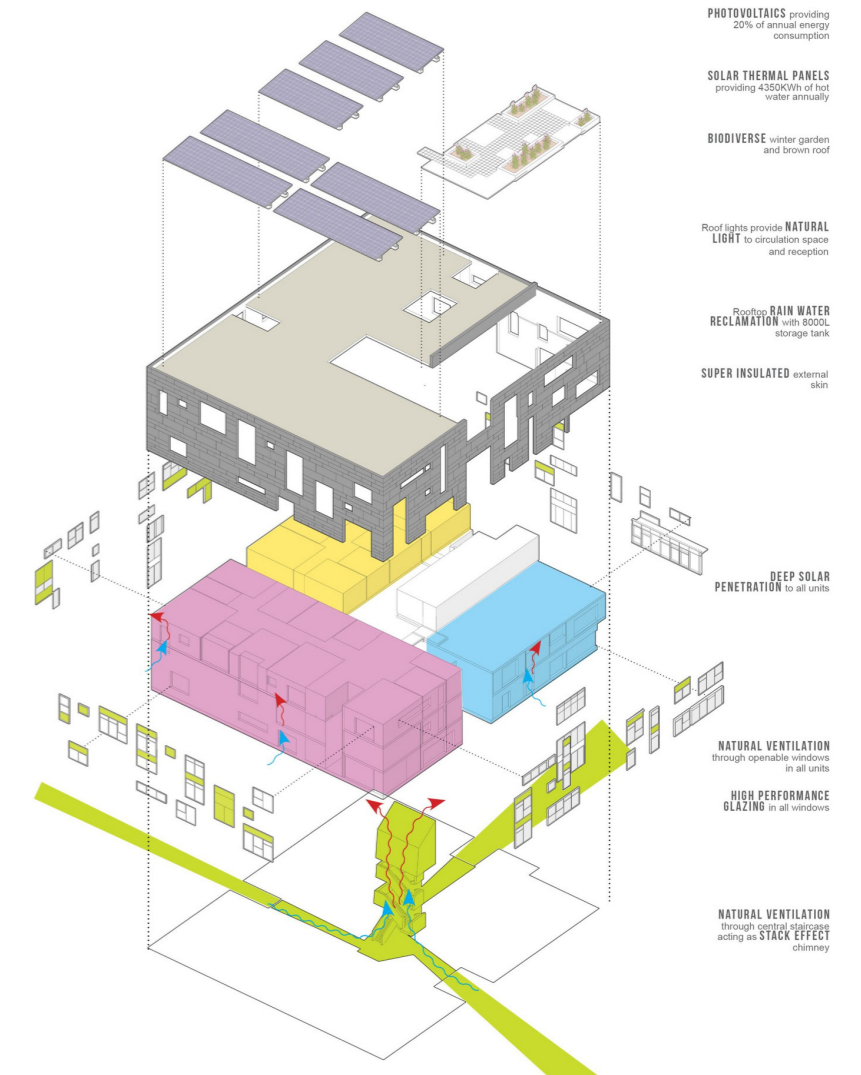 PHOTOVOLTAICS providing
20% of annual energy
consumption
SOLAR THERMAL PANELS
providing 4350KWh of hot
water annually
BIODIVERSE winter garden
and brown roof
Roof lights provide NATURAL
LIGHT to circulation space
and reception
Rooftop RAIN WATER
RECLAMATION with 8000L
storage tank
SUPER INSULATED external
skin
DEEP SOLAR
PENETRATION to all units
NATURAL VENTILATION
through openable windows
in all units
HIGH PERFORMANCE
GLAZING in all windows
NATURAL VENTILATION
through central staircase
acting as STACK EFFECT
chimney